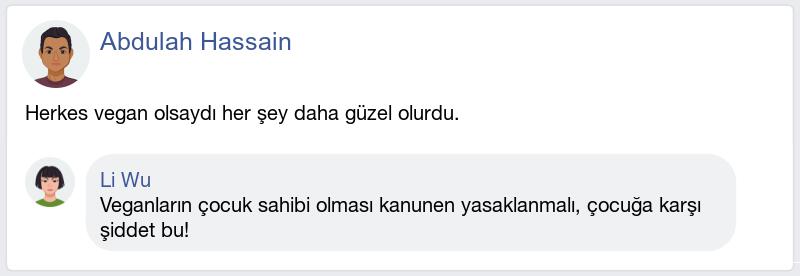 Abdulah Hassain
Herkes vegan olsaydı her şey daha güzel olurdu.
Li Wu
Veganların çocuk sahibi olması kanunen yasaklanmalı, çocuğa karşı
şiddet bu!